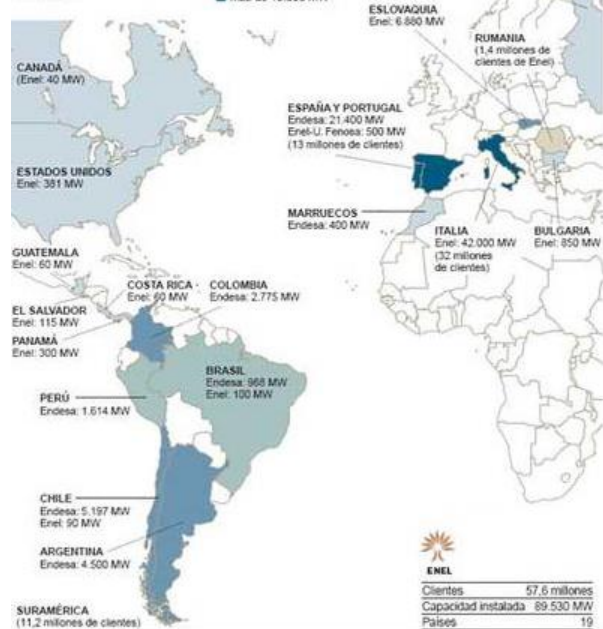 ESLOVAQUIA
Enel: 6.880 MW
RUMANIA
(1,4 millones de
clientes de Enel)
CANADÁ
(Enel: 40 MW)
ESPAÑA Y PORTUGAL
Endesa: 21.400 MW
Enel-U. Fenosa: 500 MW
(13 millones de clientes)
ESTADOS UNIDOS
Enel: 381 MW
MARRUECOS
Endesa: 400 MW
ITALIA
Enel: 42.000 MW
(32 millones
de clientes)
BULGARIA
Enel: 850 MW
GUATEMALA
Enel: 60 MW
COSTA RICA
Enel: 60 MW
COLOMBIA
Endesa: 2.775 MW
EL SALVADOR
Enel: 115 MW
PANAMÁ
Enel: 300 MW
BRASIL
Endesa: 968 MW
Enel: 100 MW
PERÚ
Endesa: 1.614 MW
CHILE
Endesa: 5.197 MW
Enel: 90 MW
ARGENTINA
Endesa: 4.500 MW
SURAMÉRICA
(11,2 millones de clientes)
ENEL
Clientes 57,6 millones
Capacidad instalada 89.530 MW
Países 19